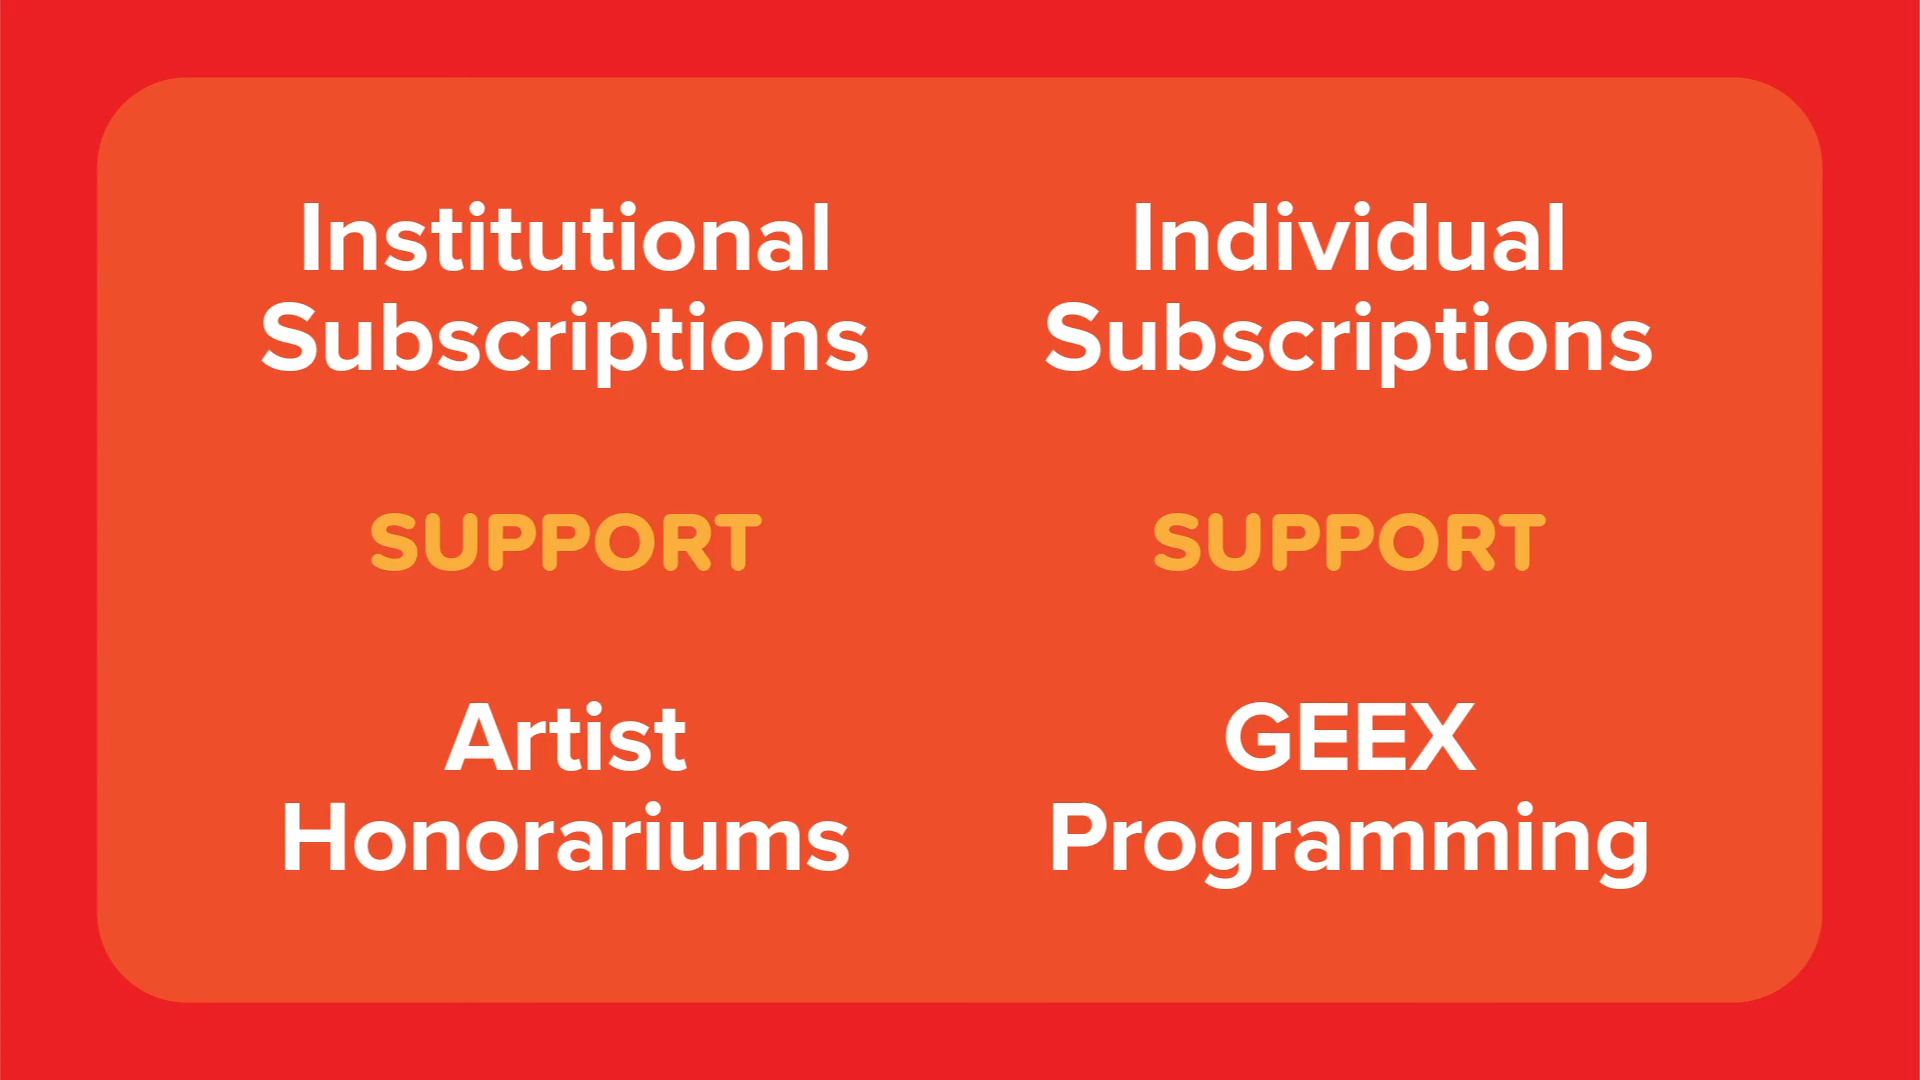 Institutional
Subscriptions
SUPPORT
Artist
Honorariums
Individual
Subscriptions
SUPPORT
GEEX
Programming